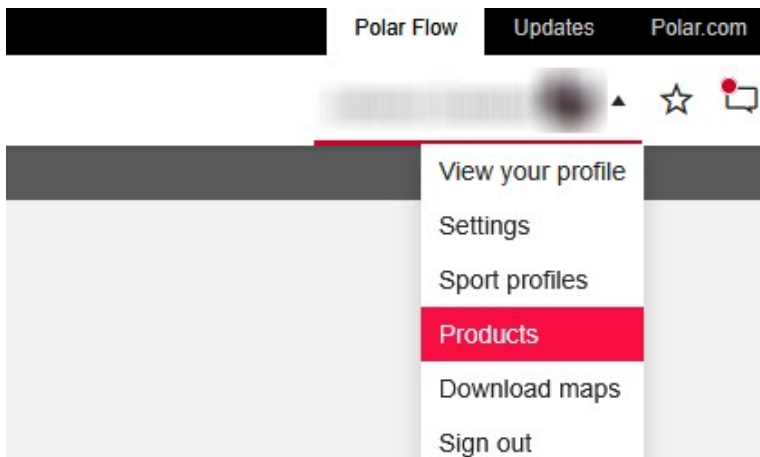 Polar Flow Updates Polar.com
View your profile
Settings
Sport profiles
Products
Download maps
Sign out